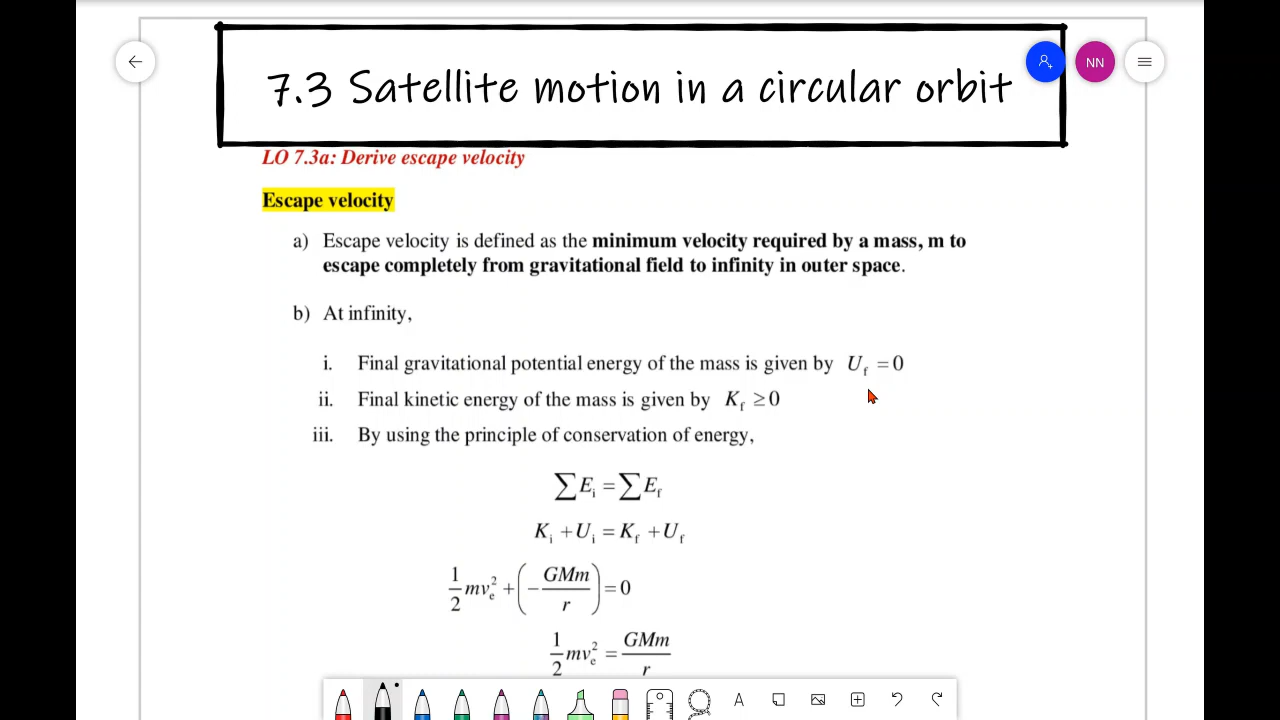 7.3 Satellite motion in a circular orbit
NN
LO 7.3a: Derive escape velocity
Escape velocity
a) Escape velocity is defined as the minimum velocity required by a mass, m to
escape completely from gravitational field to infinity in outer space.
b) At infinity,
i. Final gravitational potential energy of the mass is given by U_f = 0
ii. Final kinetic energy of the mass is given by K_f ≥ 0
iii. By using the principle of conservation of energy,
∑E_i = ∑E_f
K_i + U_i = K_f + U_f
1/2 mv_e^2 + (− GMm/r) = 0
1/2 mv_e^2 = GMm/r
A